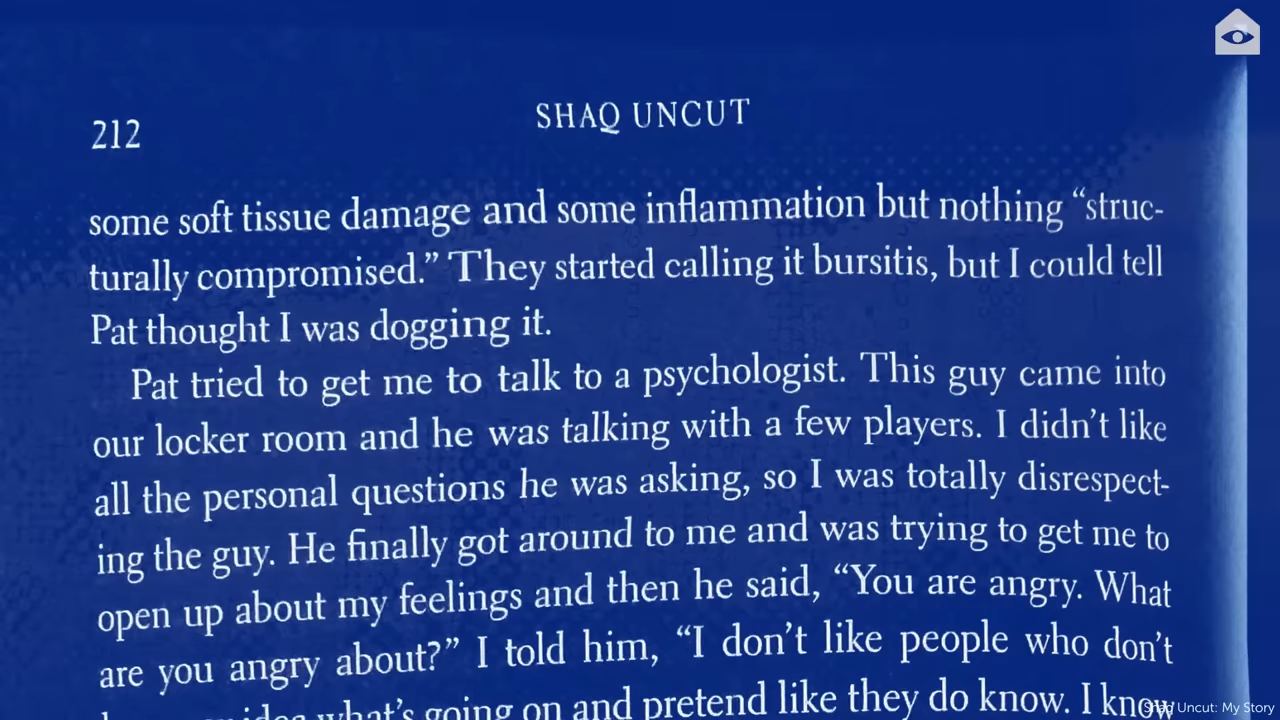 212
SHAQ UNCUT
some soft tissue damage and some inflammation but nothing “struc-
turally compromised.” They started calling it bursitis, but I could tell
Pat thought I was dogging it.
Pat tried to get me to talk to a psychologist. This guy came into
our locker room and he was talking with a few players. I didn’t like
all the personal questions he was asking, so I was totally disrespect-
ing the guy. He finally got around to me and was trying to get me to
open up about my feelings and then he said, “You are angry. What
are you angry about?” I told him, “I don’t like people who don’t
idea what’s going on and pretend like they do know. I know
Shaq Uncut: My Story